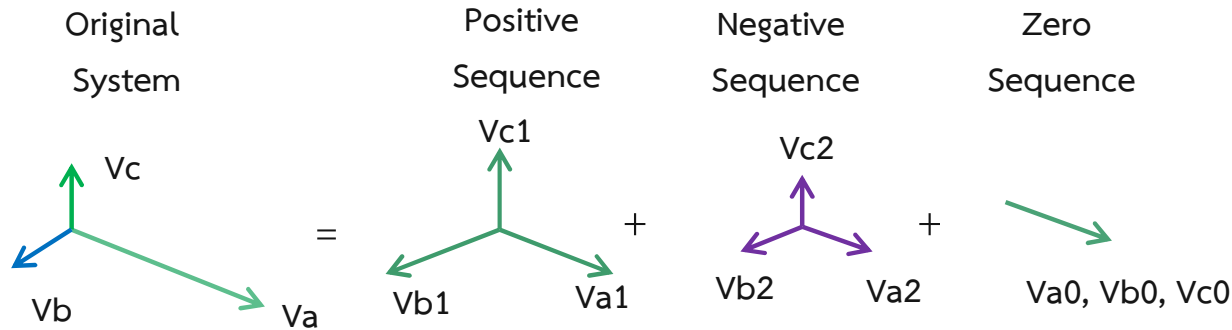 Original
System
Positive
Sequence
Negative
Sequence
Zero
Sequence
Vc
Vb
Va
=
Vc1
Vb1
Va1
+
Vc2
Vb2
Va2
+
Va0, Vb0, Vc0